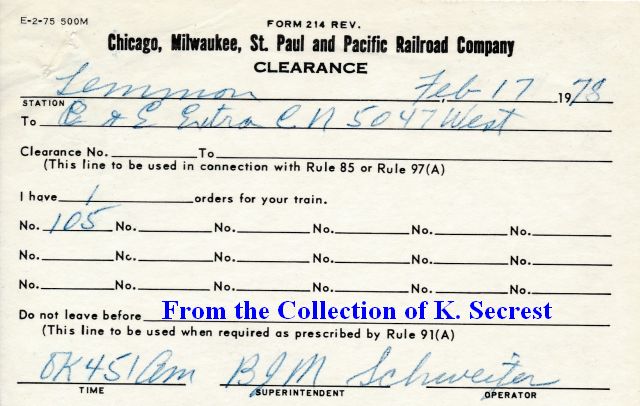 E-2-75 500M
FORM 214 REV.
Chicago, Milwaukee, St. Paul and Pacific Railroad Company
CLEARANCE
Lemmon Feb 17 1978
STATION
To C & E Extra C N 5047 West
Clearance No. To
(This line to be used in connection with Rule 85 or Rule 97(A)
I have 1 orders for your train.
No. 105 No. No. No. No. No.
No. No. No. No. No. No.
No. No. No. No. No. No.
Do not leave before From the Collection of K. Secrest
(This line to be used when required as prescribed by Rule 91(A)
OK 451 Am BJM Schweiter
TIME SUPERINTENDENT OPERATOR